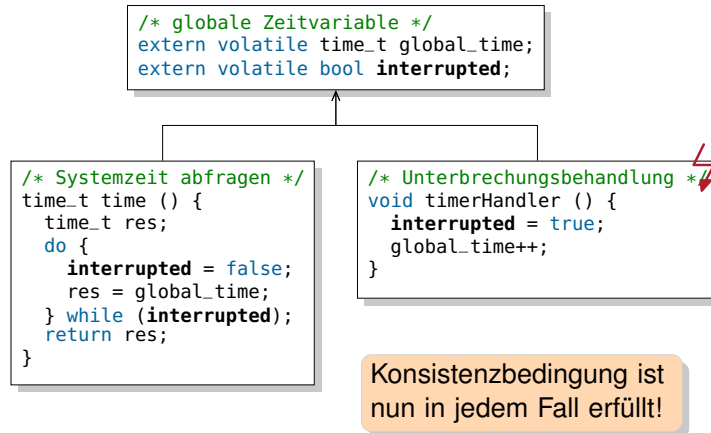 /* globale Zeitvariable */
extern volatile time_t global_time;
extern volatile bool interrupted;
/* Systemzeit abfragen */
time_t time () {
  time_t res;
  do {
    interrupted = false;
    res = global_time;
  } while (interrupted);
  return res;
}
/* Unterbrechungsbehandlung */
void timerHandler () {
  interrupted = true;
  global_time++;
}
Konsistenzbedingung ist
nun in jedem Fall erfüllt!